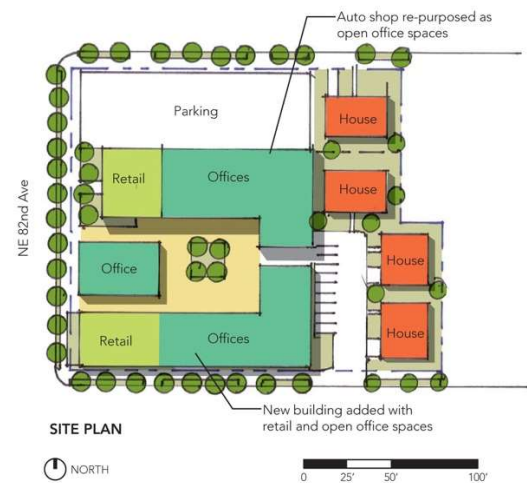 Auto shop re-purposed as
open office spaces
Parking
House
Retail
Offices
House
NE 82nd Ave
Office
House
Retail
Offices
House
New building added with
retail and open office spaces
SITE PLAN
NORTH
0 25' 50' 100'